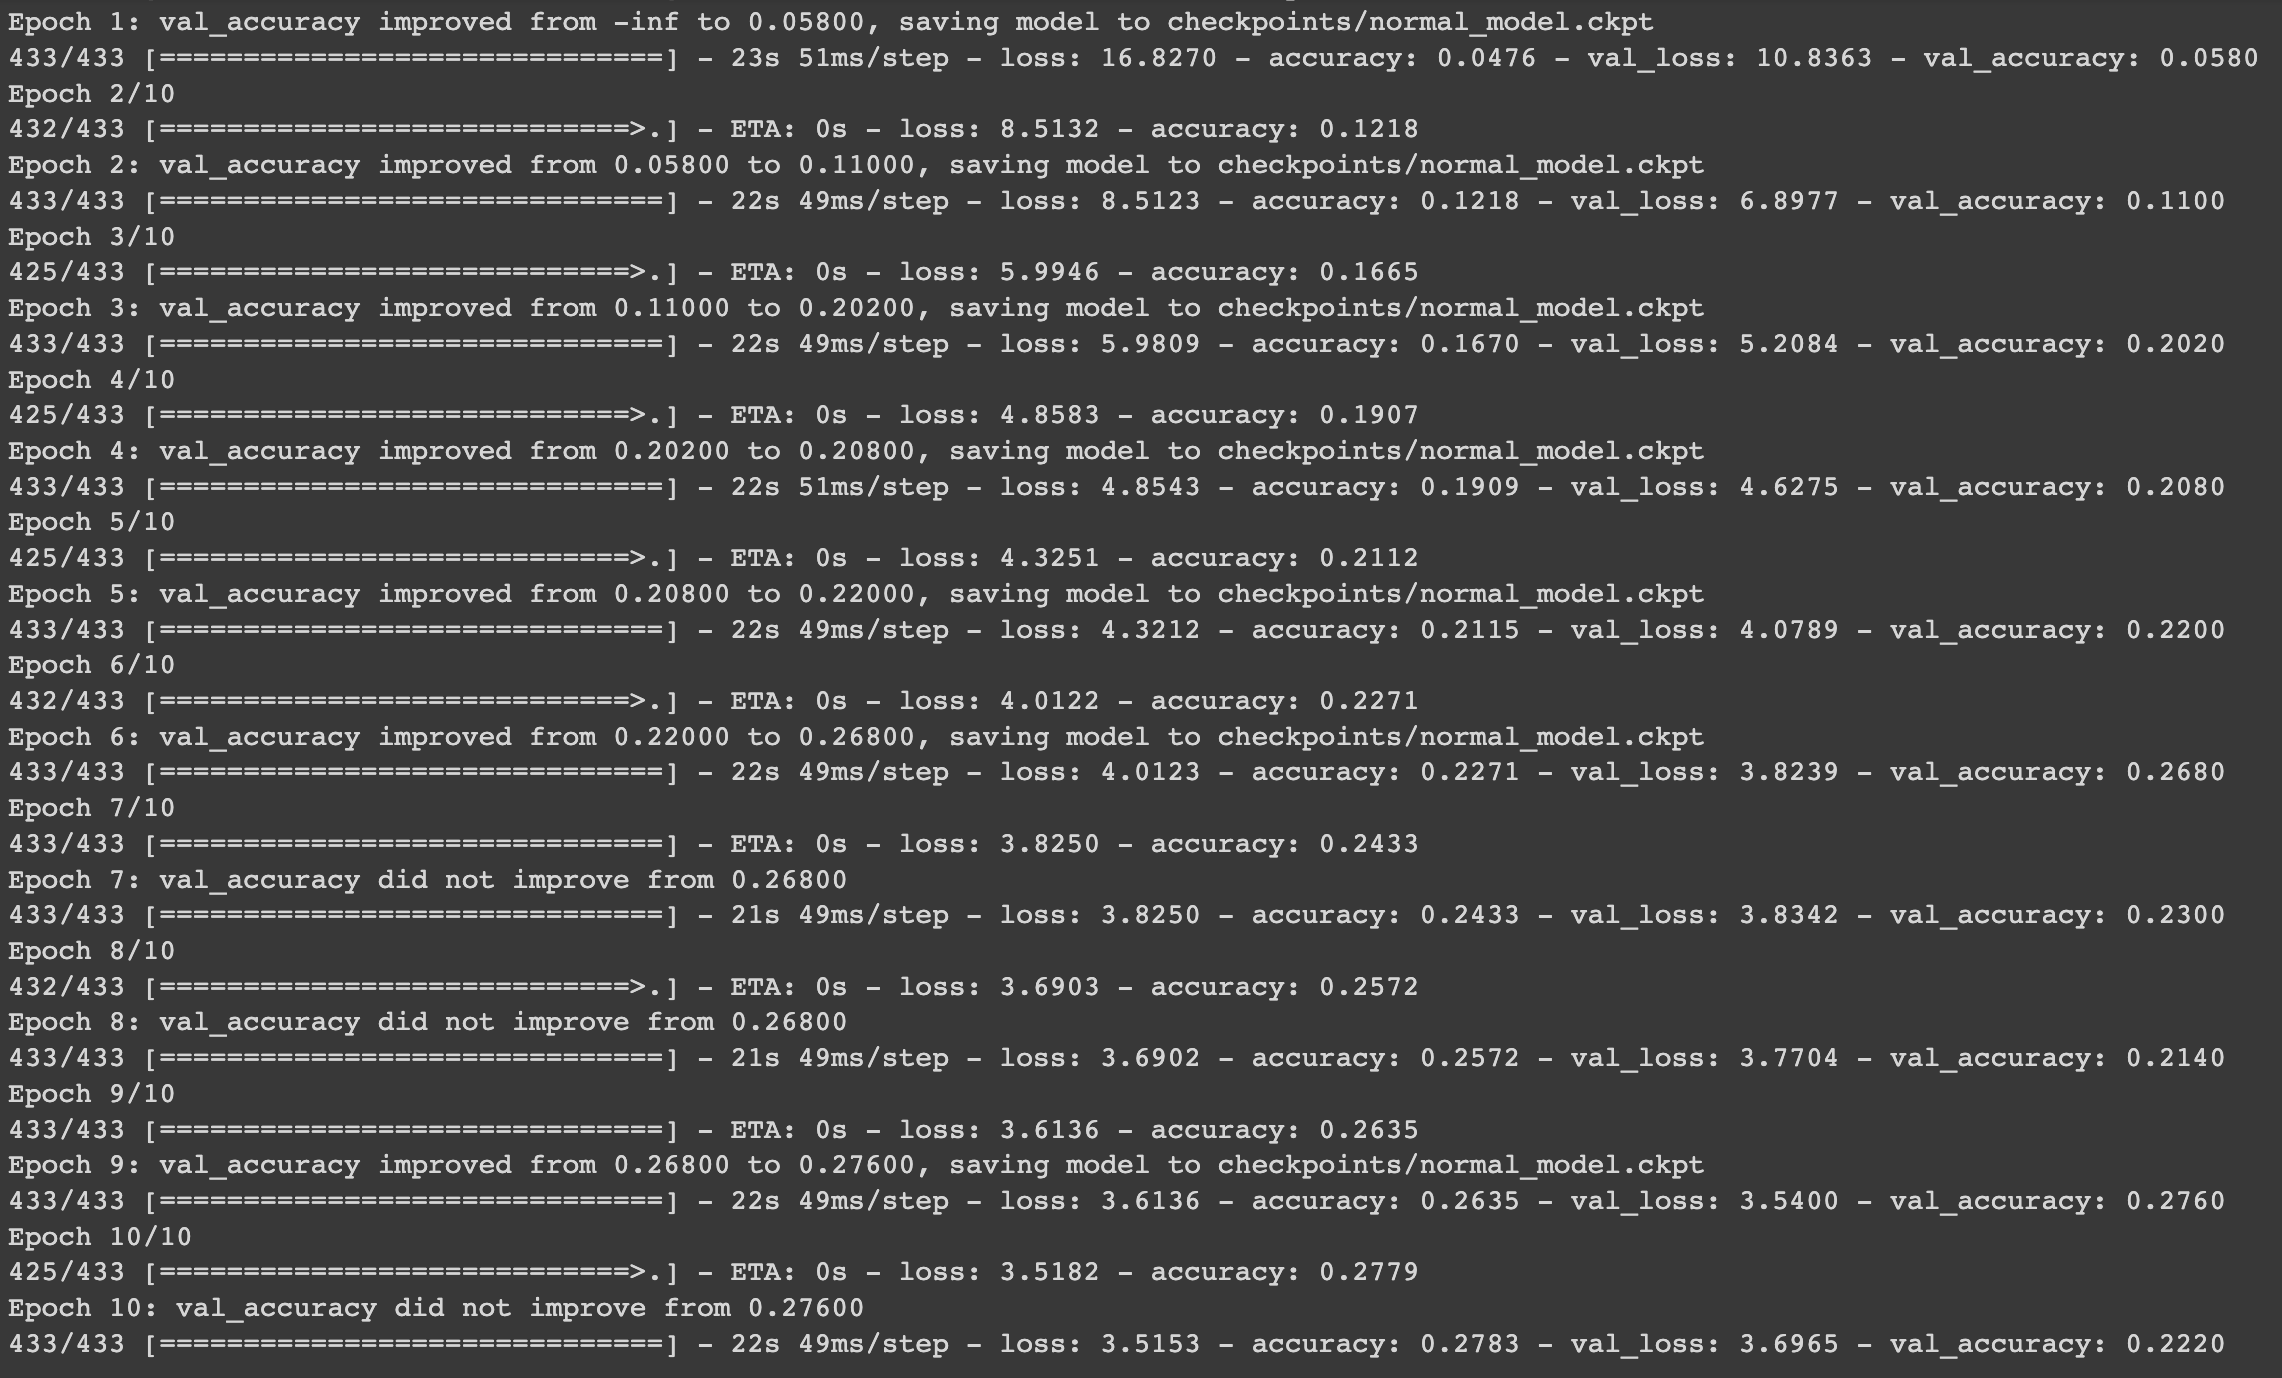 Epoch 1: val_accuracy improved from -inf to 0.05800, saving model to checkpoints/normal_model.ckpt
433/433 [==============================] - 23s 51ms/step - loss: 16.8270 - accuracy: 0.0476 - val_loss: 10.8363 - val_accuracy: 0.0580
Epoch 2/10
432/433 [============================>.] - ETA: 0s - loss: 8.5132 - accuracy: 0.1218
Epoch 2: val_accuracy improved from 0.05800 to 0.11000, saving model to checkpoints/normal_model.ckpt
433/433 [==============================] - 22s 49ms/step - loss: 8.5123 - accuracy: 0.1218 - val_loss: 6.8977 - val_accuracy: 0.1100
Epoch 3/10
425/433 [============================>.] - ETA: 0s - loss: 5.9946 - accuracy: 0.1665
Epoch 3: val_accuracy improved from 0.11000 to 0.20200, saving model to checkpoints/normal_model.ckpt
433/433 [==============================] - 22s 49ms/step - loss: 5.9809 - accuracy: 0.1670 - val_loss: 5.2084 - val_accuracy: 0.2020
Epoch 4/10
425/433 [============================>.] - ETA: 0s - loss: 4.8583 - accuracy: 0.1907
Epoch 4: val_accuracy improved from 0.20200 to 0.20800, saving model to checkpoints/normal_model.ckpt
433/433 [==============================] - 22s 51ms/step - loss: 4.8543 - accuracy: 0.1909 - val_loss: 4.6275 - val_accuracy: 0.2080
Epoch 5/10
425/433 [============================>.] - ETA: 0s - loss: 4.3251 - accuracy: 0.2112
Epoch 5: val_accuracy improved from 0.20800 to 0.22000, saving model to checkpoints/normal_model.ckpt
433/433 [==============================] - 22s 49ms/step - loss: 4.3212 - accuracy: 0.2115 - val_loss: 4.0789 - val_accuracy: 0.2200
Epoch 6/10
432/433 [============================>.] - ETA: 0s - loss: 4.0122 - accuracy: 0.2271
Epoch 6: val_accuracy improved from 0.22000 to 0.26800, saving model to checkpoints/normal_model.ckpt
433/433 [==============================] - 22s 49ms/step - loss: 4.0123 - accuracy: 0.2271 - val_loss: 3.8239 - val_accuracy: 0.2680
Epoch 7/10
433/433 [==============================] - ETA: 0s - loss: 3.8250 - accuracy: 0.2433
Epoch 7: val_accuracy did not improve from 0.26800
433/433 [==============================] - 21s 49ms/step - loss: 3.8250 - accuracy: 0.2433 - val_loss: 3.8342 - val_accuracy: 0.2300
Epoch 8/10
432/433 [============================>.] - ETA: 0s - loss: 3.6903 - accuracy: 0.2572
Epoch 8: val_accuracy did not improve from 0.26800
433/433 [==============================] - 21s 49ms/step - loss: 3.6902 - accuracy: 0.2572 - val_loss: 3.7704 - val_accuracy: 0.2140
Epoch 9/10
433/433 [==============================] - ETA: 0s - loss: 3.6136 - accuracy: 0.2635
Epoch 9: val_accuracy improved from 0.26800 to 0.27600, saving model to checkpoints/normal_model.ckpt
433/433 [==============================] - 22s 49ms/step - loss: 3.6136 - accuracy: 0.2635 - val_loss: 3.5400 - val_accuracy: 0.2760
Epoch 10/10
425/433 [============================>.] - ETA: 0s - loss: 3.5182 - accuracy: 0.2779
Epoch 10: val_accuracy did not improve from 0.27600
433/433 [==============================] - 22s 49ms/step - loss: 3.5153 - accuracy: 0.2783 - val_loss: 3.6965 - val_accuracy: 0.2220